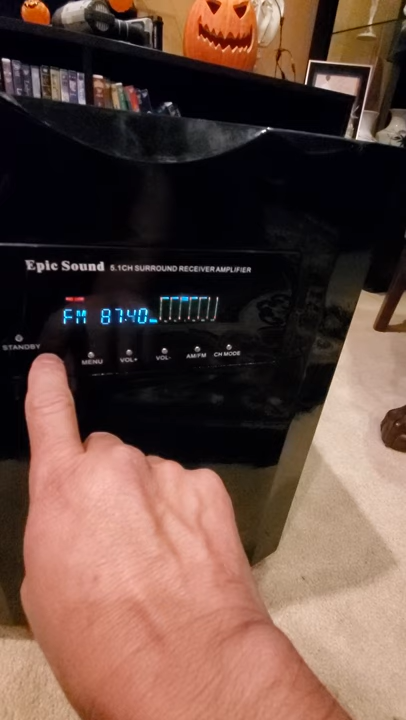 Epic Sound 5.1CH SURROUND RECEIVER AMPLIFIER
FM 87.40
STANDBY MENU VOL+ VOL- AM/FM CH MODE